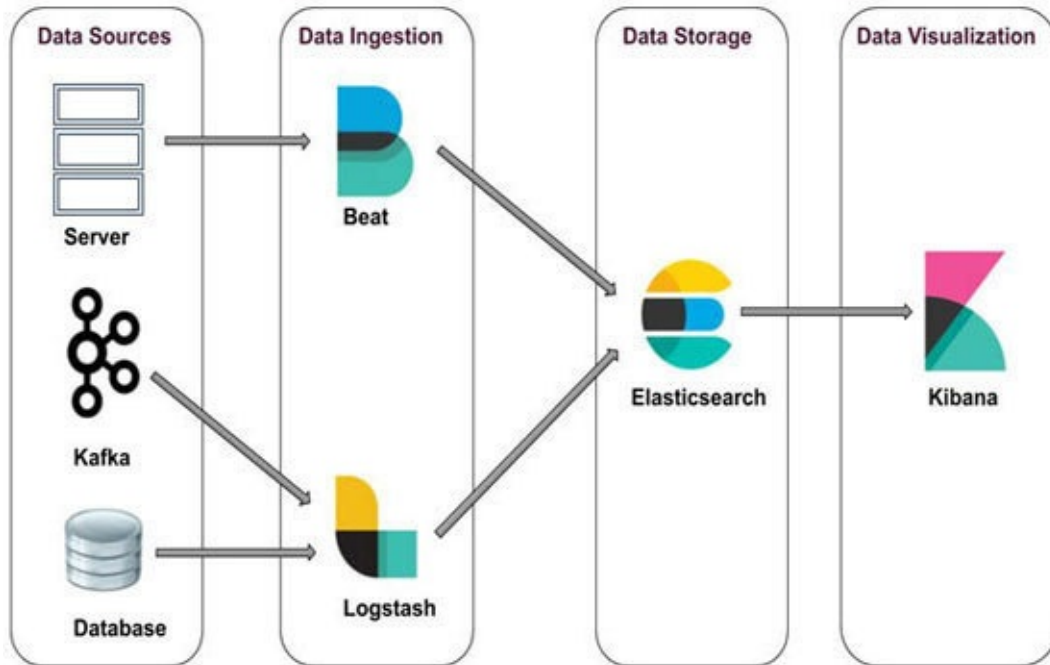 Data Sources
Data Ingestion
Data Storage
Data Visualization
Server
Beat
Kafka
Elasticsearch
Kibana
Logstash
Database